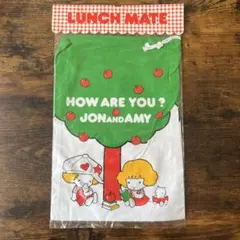 LUNCH MATE
HOW ARE YOU?
JON AND AMY